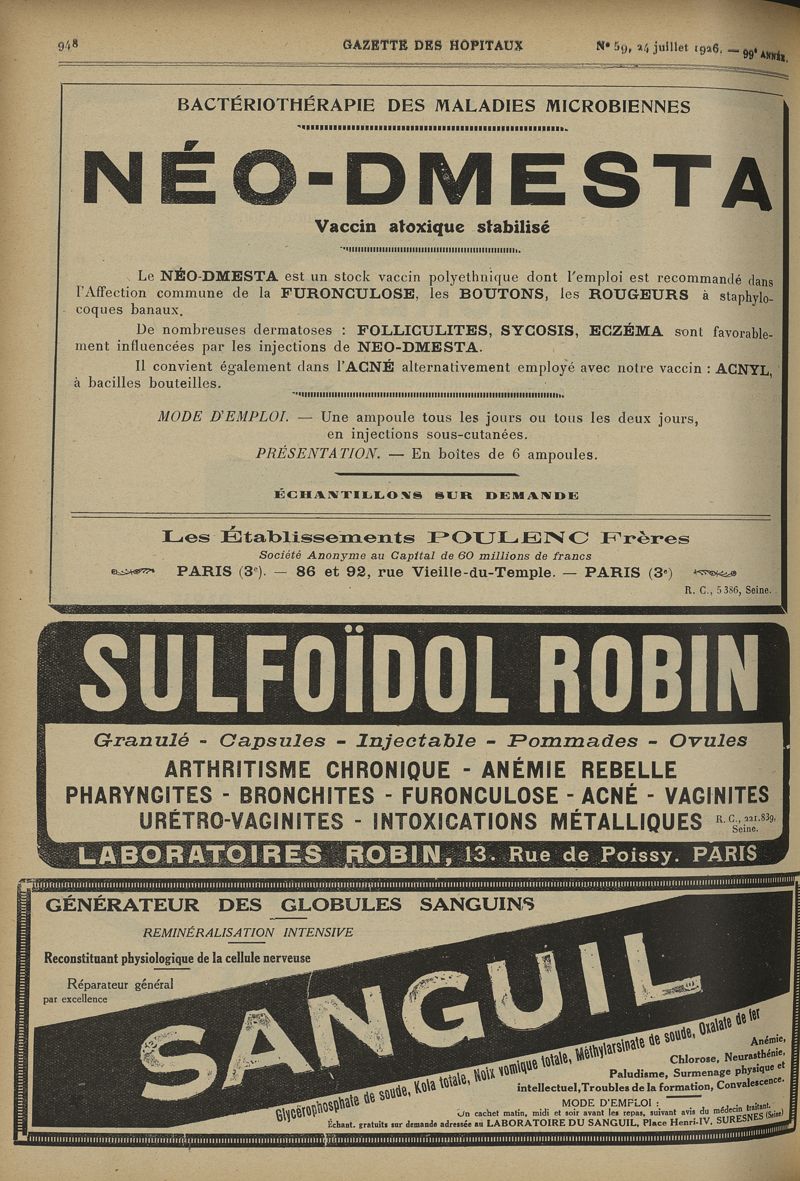 948
GAZETTE DES HOPITAUX
N° 59, 24 juillet 1926. — 99e ANNÉE.
BACTÉRIOTHÉRAPIE DES MALADIES MICROBIENNES
NÉO-DMESTA
Vaccin atoxique stabilisé
Le NÉO-DMESTA est un stock vaccin polyethnique dont l'emploi est recommandé dans
l'Affection commune de la FURONCULOSE, les BOUTONS, les ROUGEURS à staphylo-
coques banaux.
De nombreuses dermatoses : FOLLICULITES, SYCOSIS, ECZÉMA sont favorable-
ment influencées par les injections de NEO-DMESTA.
Il convient également dans l'ACNÉ alternativement employé avec notre vaccin : ACNYL,
à bacilles bouteilles.
MODE D'EMPLOI. — Une ampoule tous les jours ou tous les deux jours,
en injections sous-cutanées.
PRÉSENTATION. — En boîtes de 6 ampoules.
ÉCHANTILLONS SUR DEMANDE
Les Établissements POULENC Frères
Société Anonyme au Capital de 60 millions de francs
PARIS (3e). — 86 et 92, rue Vieille-du-Temple. — PARIS (3e)
R. C., 5386, Seine.
SULFOÏDOL ROBIN
Granulé - Capsules - Injectable - Pommades - Ovules
ARTHRITISME CHRONIQUE - ANÉMIE REBELLE
PHARYNGITES - BRONCHITES - FURONCULOSE - ACNÉ - VAGINITES
URÉTRO-VAGINITES - INTOXICATIONS MÉTALLIQUES
R. C., 221.839,
Seine.
LABORATOIRES ROBIN, 13. Rue de Poissy. PARIS
GÉNÉRATEUR DES GLOBULES SANGUINS
REMINÉRALISATION INTENSIVE
Reconstituant physiologique de la cellule nerveuse
Réparateur général
par excellence
SANGUIL
Glycérophosphate de soude, Kola totale, Noix vomique totale, Méthylarsinate de soude, Oxalate de fer
Anémie,
Chlorose, Neurasthénie,
Paludisme, Surmenage physique et
intellectuel, Troubles de la formation, Convalescence.
MODE D'EMPLOI :
Un cachet matin, midi et soir avant les repas, suivant avis du médecin traitant.
Échant. gratuits sur demande adressée au LABORATOIRE DU SANGUIL, Place Henri-IV, SURESNES (Seine)